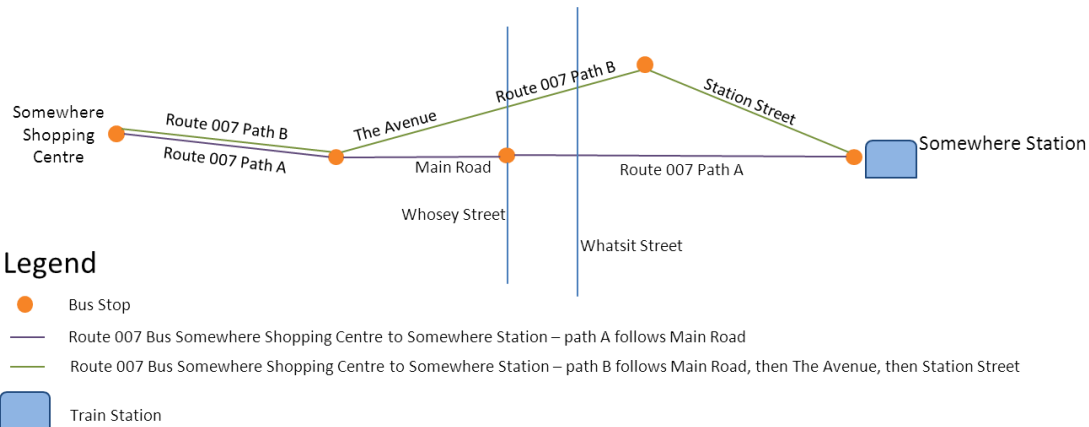 Somewhere
Shopping
Centre
Route 007 Path B
Route 007 Path A
The Avenue
Route 007 Path B
Station Street
Main Road
Route 007 Path A
Somewhere Station
Whosey Street
Whatsit Street
Legend
Bus Stop
Route 007 Bus Somewhere Shopping Centre to Somewhere Station – path A follows Main Road
Route 007 Bus Somewhere Shopping Centre to Somewhere Station – path B follows Main Road, then The Avenue, then Station Street
Train Station